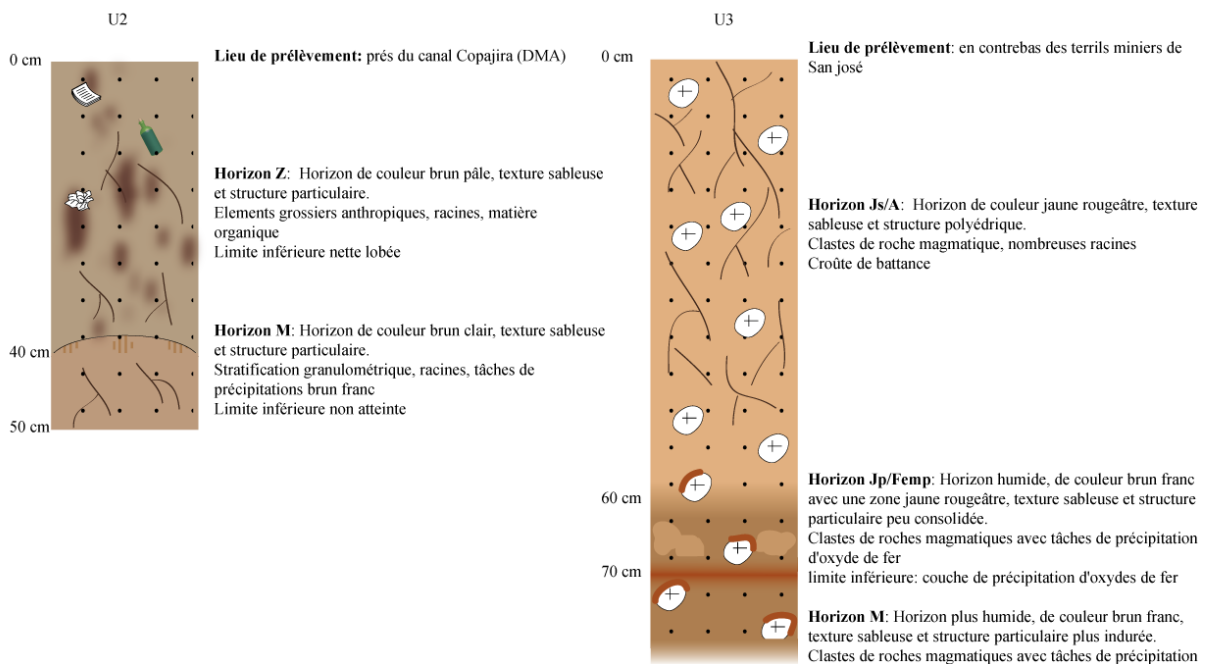 U2
0 cm
Lieu de prélèvement: prés du canal Copajira (DMA)
Horizon Z: Horizon de couleur brun pâle, texture sableuse
et structure particulaire.
Elements grossiers anthropiques, racines, matière
organique
Limite inférieure nette lobée
Horizon M: Horizon de couleur brun clair, texture sableuse
et structure particulaire.
Stratification granulométrique, racines, tâches de
précipitations brun franc
Limite inférieure non atteinte
40 cm
50 cm
U3
0 cm
Lieu de prélèvement: en contrebas des terrils miniers de
San josé
Horizon Js/A: Horizon de couleur jaune rougeâtre, texture
sableuse et structure polyédrique.
Clastes de roche magmatique, nombreuses racines
Croûte de battance
60 cm
Horizon Jp/Femp: Horizon humide, de couleur brun franc
avec une zone jaune rougeâtre, texture sableuse et structure
particulaire peu consolidée.
Clastes de roches magmatiques avec tâches de précipitation
d'oxyde de fer
limite inférieure: couche de précipitation d'oxydes de fer
70 cm
Horizon M: Horizon plus humide, de couleur brun franc,
texture sableuse et structure particulaire plus indurée.
Clastes de roches magmatiques avec tâches de précipitation